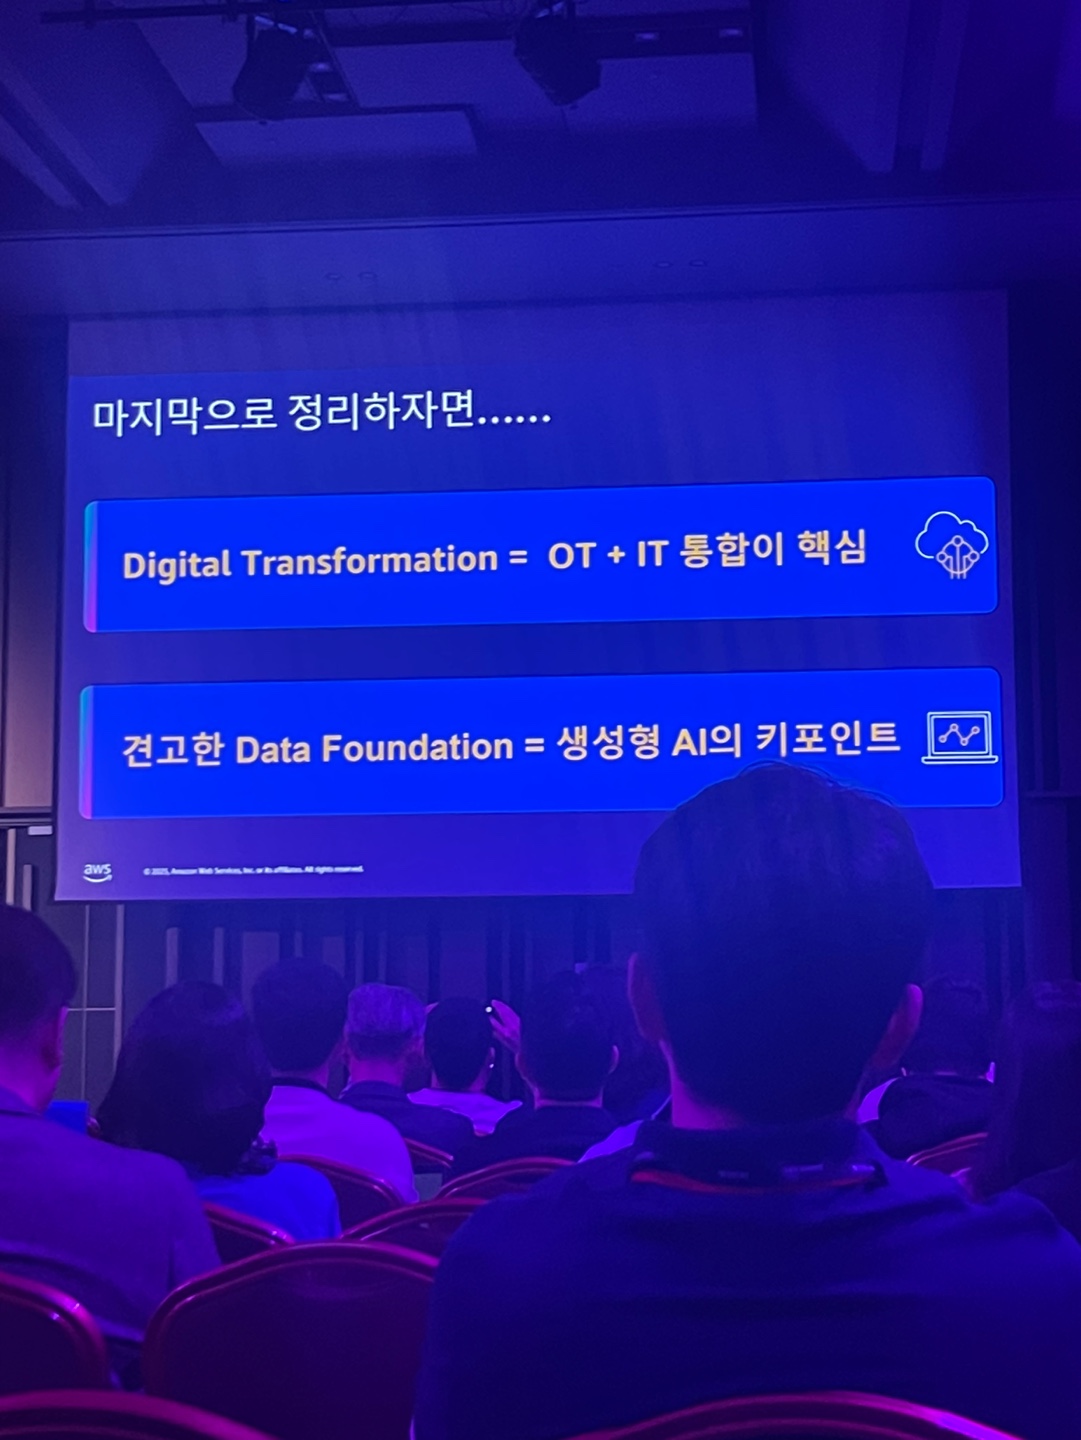 마지막으로 정리하자면......
Digital Transformation = OT + IT 통합이 핵심
견고한 Data Foundation = 생성형 AI의 키포인트
aws
© 2025, Amazon Web Services, Inc. or its affiliates. All rights reserved.